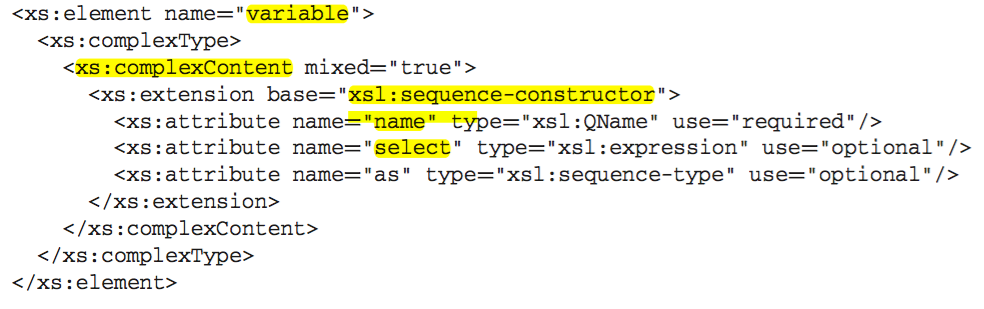 <xs:element name="variable">
<xs:complexType>
<xs:complexContent mixed="true">
<xs:extension base="xsl:sequence-constructor">
<xs:attribute name="name" type="xsl:QName" use="required"/>
<xs:attribute name="select" type="xsl:expression" use="optional"/>
<xs:attribute name="as" type="xsl:sequence-type" use="optional"/>
</xs:extension>
</xs:complexContent>
</xs:complexType>
</xs:element>